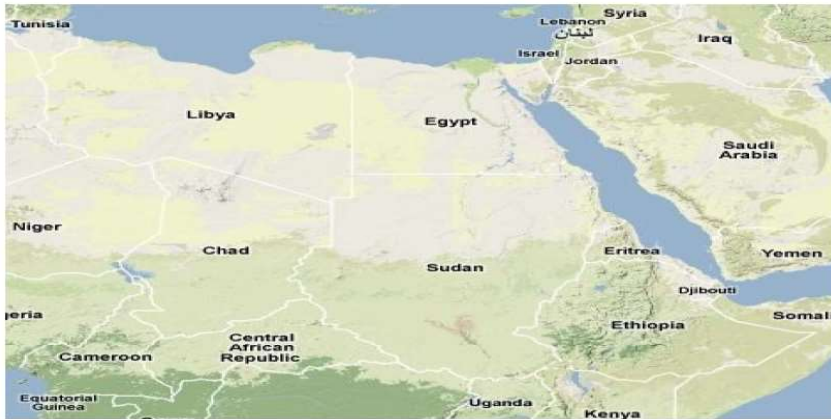 Tunisia
Syria
Lebanon
لبنان
Iraq
Israel
Jordan
Libya
Egypt
Saudi
Arabia
Niger
Chad
Sudan
Eritrea
Yemen
Djibouti
geria
Somal
Ethiopia
Central
African
Republic
Cameroon
Equatorial
Guinea
Uganda
Kenya